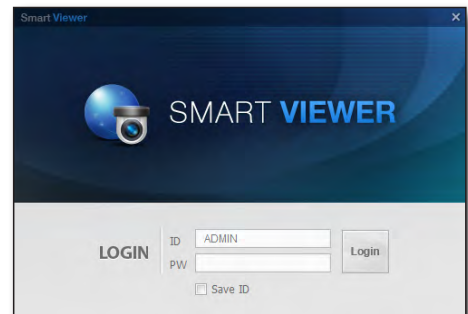 Smart Viewer
SMART VIEWER
LOGIN
ID ADMIN
PW
Login
Save ID